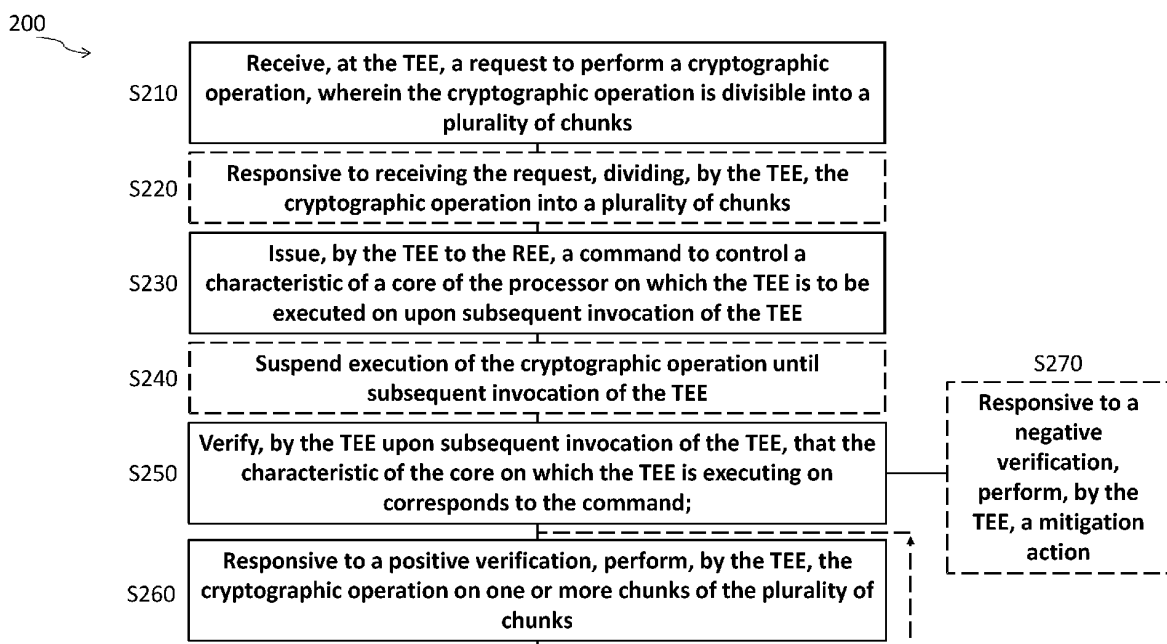 200
S210
Receive, at the TEE, a request to perform a cryptographic
operation, wherein the cryptographic operation is divisible into a
plurality of chunks
S220
Responsive to receiving the request, dividing, by the TEE, the
cryptographic operation into a plurality of chunks
S230
Issue, by the TEE to the REE, a command to control a
characteristic of a core of the processor on which the TEE is to be
executed on upon subsequent invocation of the TEE
S240
Suspend execution of the cryptographic operation until
subsequent invocation of the TEE
S250
Verify, by the TEE upon subsequent invocation of the TEE, that the
characteristic of the core on which the TEE is executing on
corresponds to the command;
S270
Responsive to a
negative
verification,
perform, by the
TEE, a mitigation
action
S260
Responsive to a positive verification, perform, by the TEE, the
cryptographic operation on one or more chunks of the plurality of
chunks